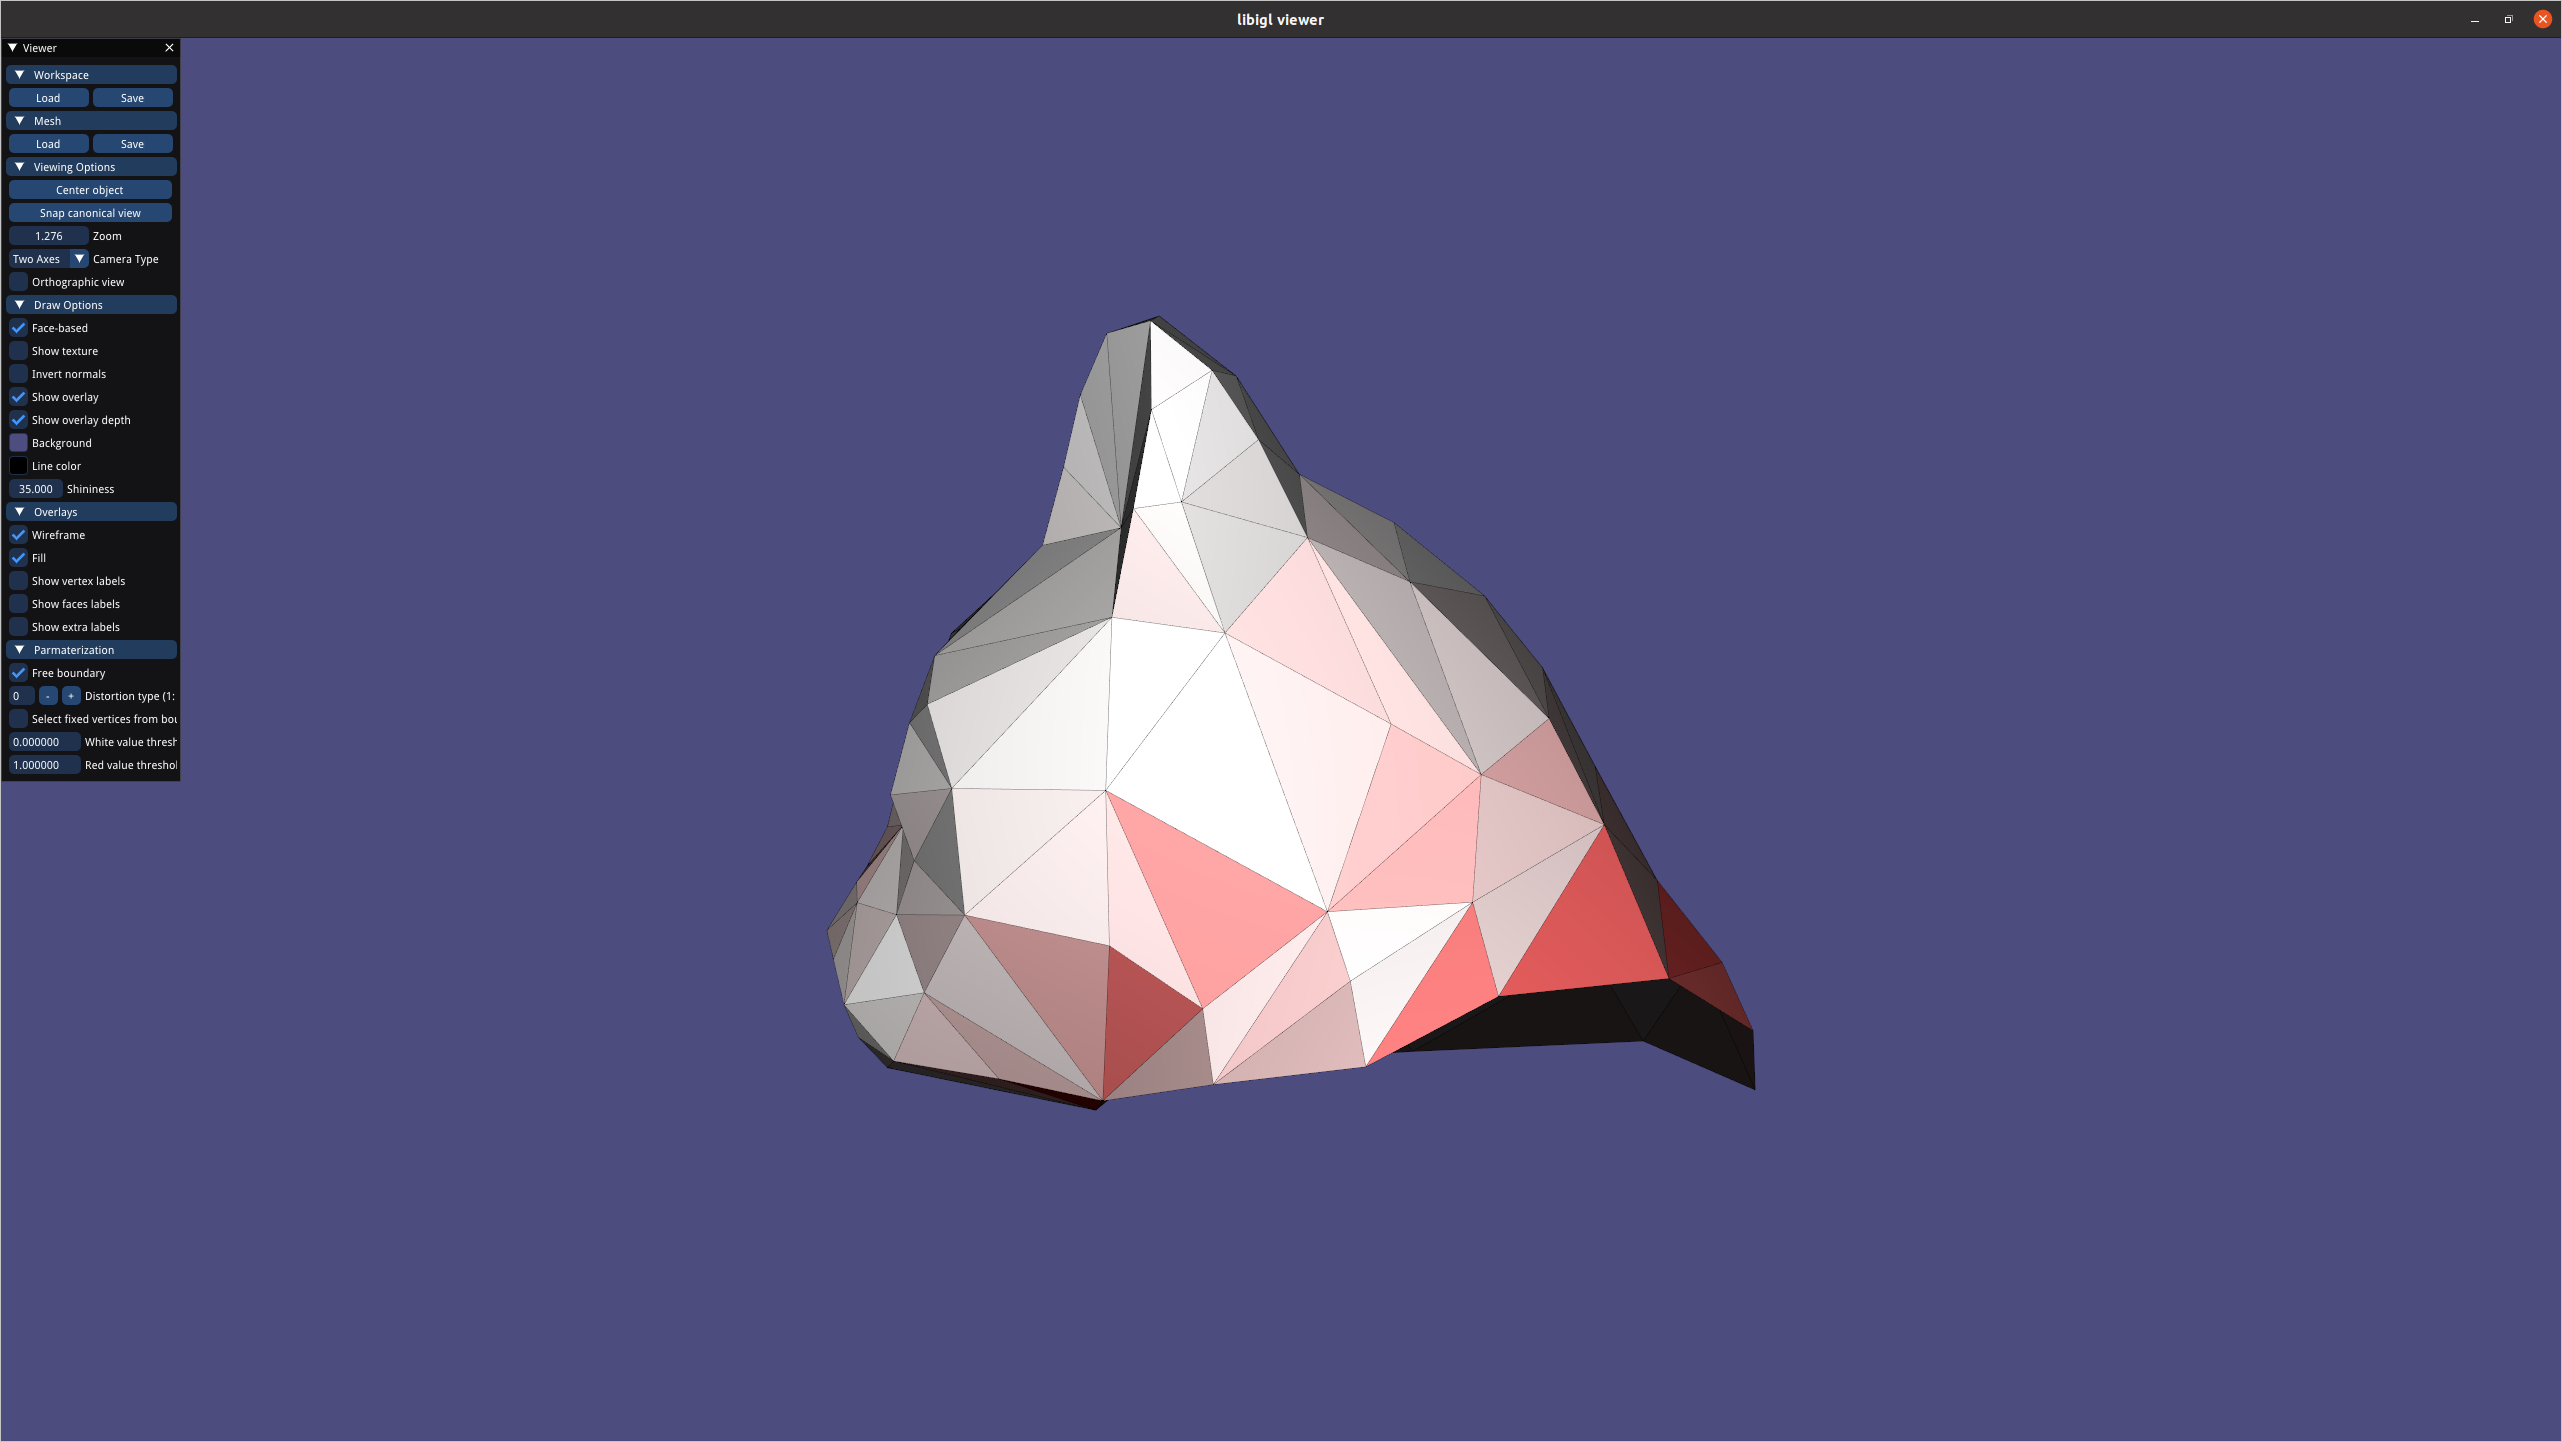 libigl viewer
Viewer
Workspace
Load Save
Mesh
Load Save
Viewing Options
Center object
Snap canonical view
1.276 Zoom
Two Axes Camera Type
Orthographic view
Draw Options
Face-based
Show texture
Invert normals
Show overlay
Show overlay depth
Background
Line color
35.000 Shininess
Overlays
Wireframe
Fill
Show vertex labels
Show faces labels
Show extra labels
Parmaterization
Free boundary
0 - + Distortion type (1:
Select fixed vertices from bou
0.000000 White value thresh
1.000000 Red value threshol